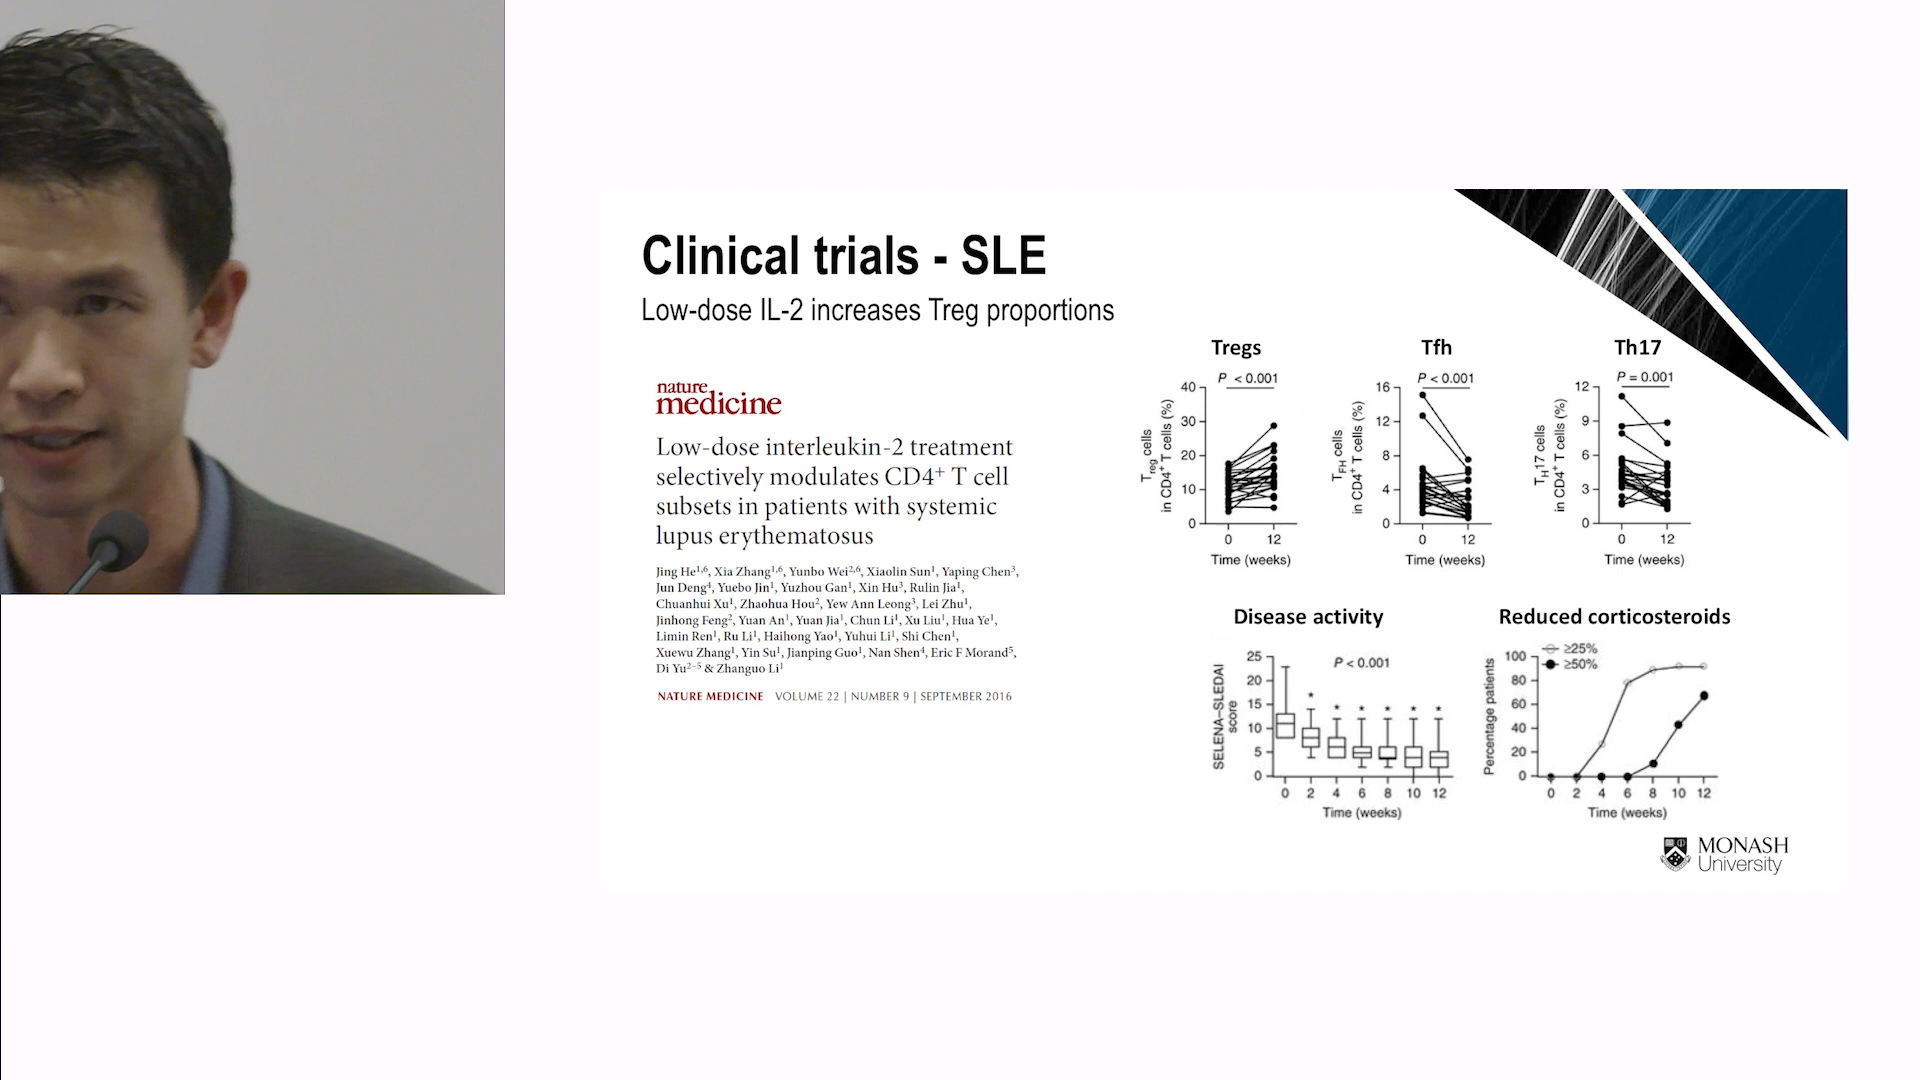 Clinical trials - SLE
Low-dose IL-2 increases Treg proportions
nature
medicine
Low-dose interleukin-2 treatment
selectively modulates CD4+ T cell
subsets in patients with systemic
lupus erythematosus
Jing He1,6, Xia Zhang1,6, Yunbo Wei2,6, Xiaolin Sun1, Yaping Chen3,
Jun Deng4, Yuebo Jin1, Yuzhou Gan1, Xin Hu3, Rulin Jia1,
Chuanhui Xu1, Zhaohua Hou2, Yew Ann Leong3, Lei Zhu1,
Jinhong Feng2, Yuan An1, Yuan Jia1, Chun Li1, Xu Liu1, Hua Ye1,
Limin Ren1, Ru Li1, Haihong Yao1, Yuhui Li1, Shi Chen1,
Xuewu Zhang1, Yin Su1, Jianping Guo1, Nan Shen4, Eric F Morand5,
Di Yu2–5 & Zhanguo Li1
NATURE MEDICINE VOLUME 22 | NUMBER 9 | SEPTEMBER 2016
Tregs
P < 0.001
Treg cells
in CD4+ T cells (%)
40
30
20
10
0
0 12
Time (weeks)
Tfh
P < 0.001
TFH cells
in CD4+ T cells (%)
16
12
8
4
0
0 12
Time (weeks)
Th17
P = 0.001
TH17 cells
in CD4+ T cells (%)
12
9
6
3
0
0 12
Time (weeks)
Disease activity
P < 0.001
SELENA–SLEDAI
score
25
20
15
10
5
0
* * * * * *
0 2 4 6 8 10 12
Time (weeks)
Reduced corticosteroids
≥25%
≥50%
Percentage patients
100
80
60
40
20
0
0 2 4 6 8 10 12
Time (weeks)
MONASH
University